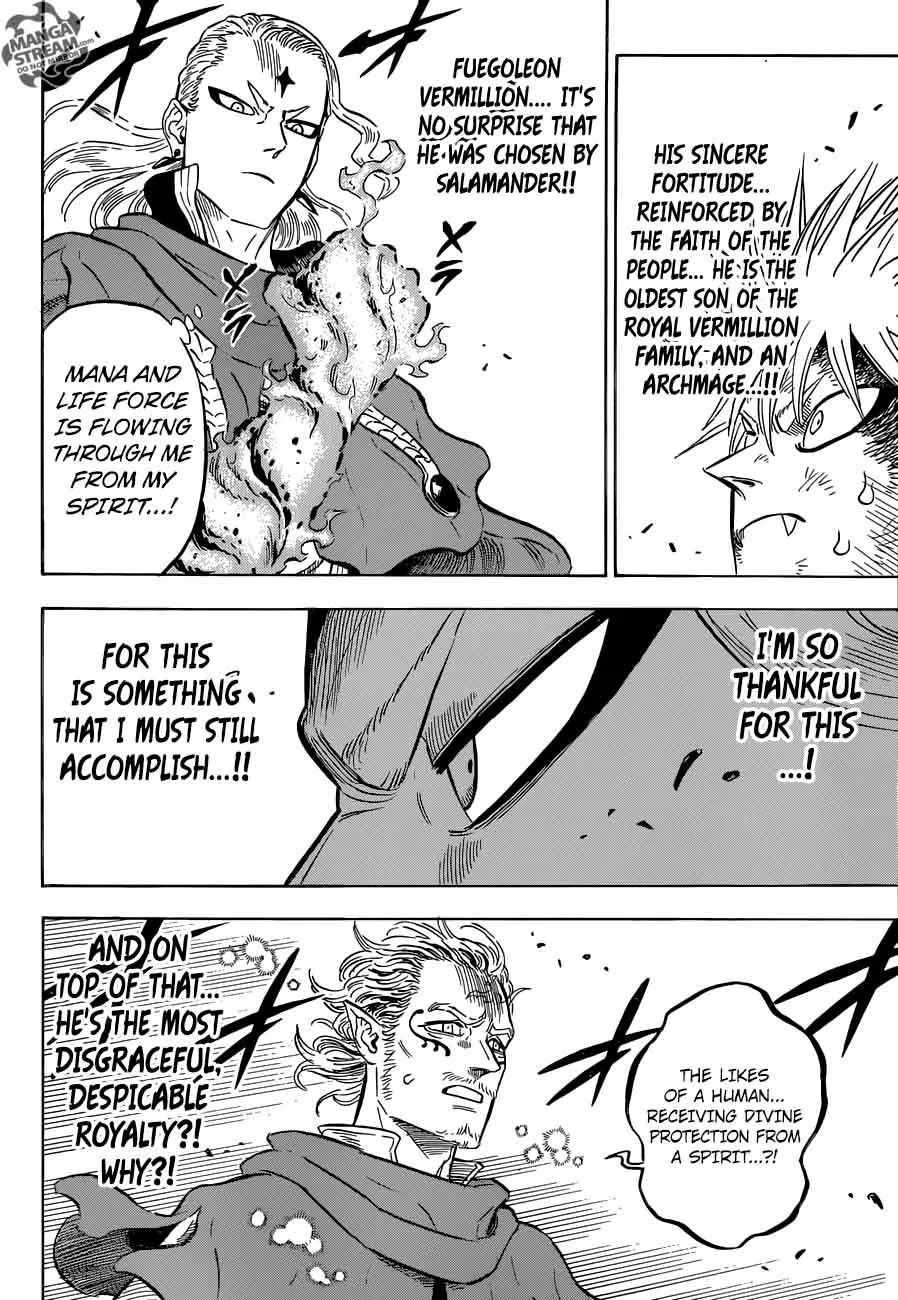 HIS SINCERE
FORTITUDE...
REINFORCED BY
THE FAITH OF THE
PEOPLE... HE IS THE
OLDEST SON OF THE
ROYAL VERMILLION
FAMILY, AND AN
ARCHMAGE...!!
FUEGOLEON
VERMILLION.... IT'S
NO SURPRISE THAT
HE WAS CHOSEN BY
SALAMANDER!!
MANA AND
LIFE FORCE
IS FLOWING
THROUGH ME
FROM MY
SPIRIT...!
I'M SO
THANKFUL
FOR THIS
...!
FOR THIS
IS SOMETHING
THAT I MUST STILL
ACCOMPLISH...!!
THE LIKES
OF A HUMAN...
RECEIVING DIVINE
PROTECTION FROM
A SPIRIT...?!
AND ON
TOP OF THAT...
HE'S THE MOST
DISGRACEFUL,
DESPICABLE
ROYALTY?!
WHY?!
MANGA
STREAM.COM
DO NOT MIRROR